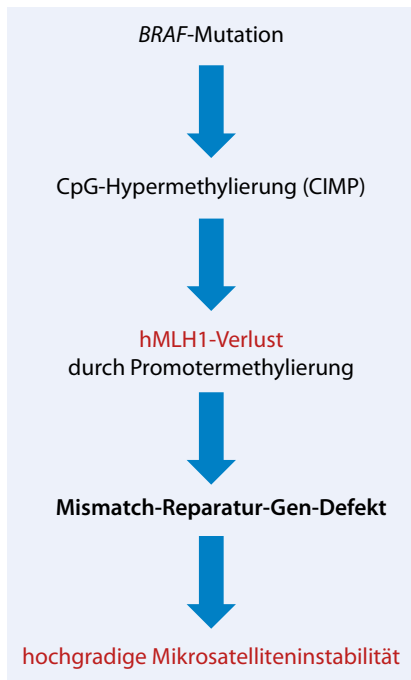 BRAF-Mutation
CpG-Hypermethylierung (CIMP)
hMLH1-Verlust
durch Promotermethylierung
Mismatch-Reparatur-Gen-Defekt
hochgradige Mikrosatelliteninstabilität